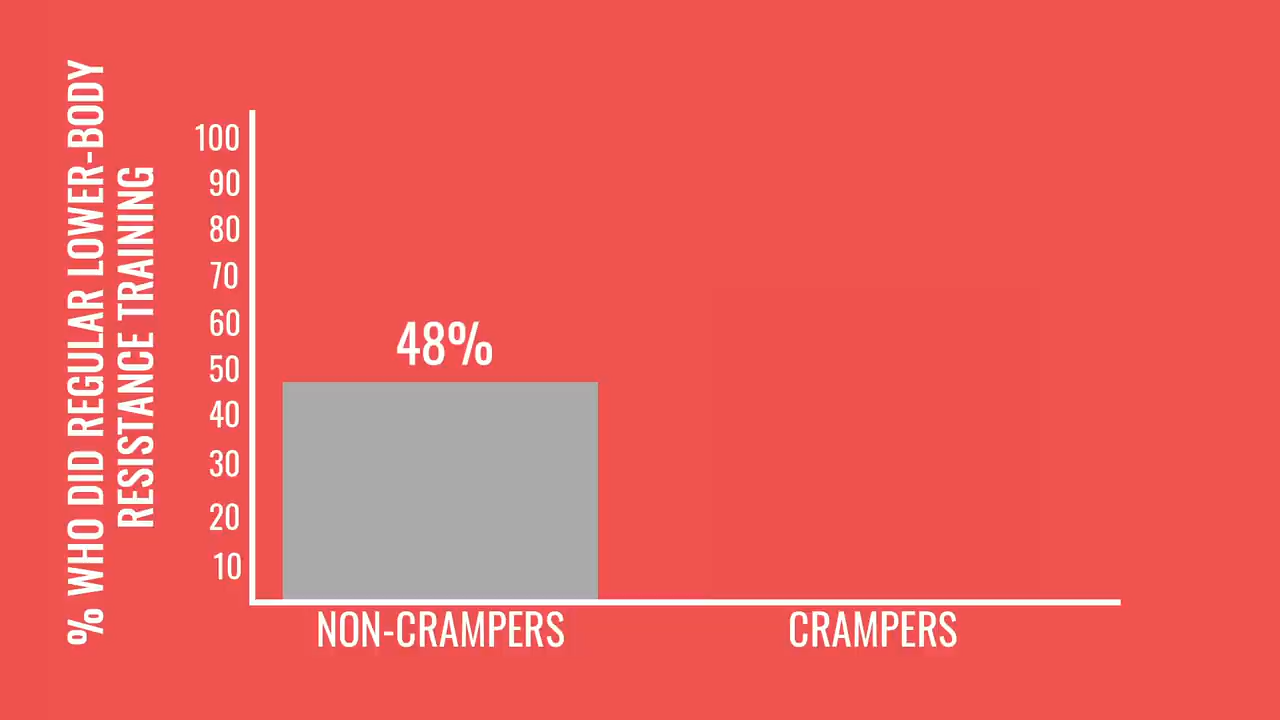 % WHO DID REGULAR LOWER-BODY
RESISTANCE TRAINING
100
90
80
70
60
50
40
30
20
10
48%
NON-CRAMPERS
CRAMPERS